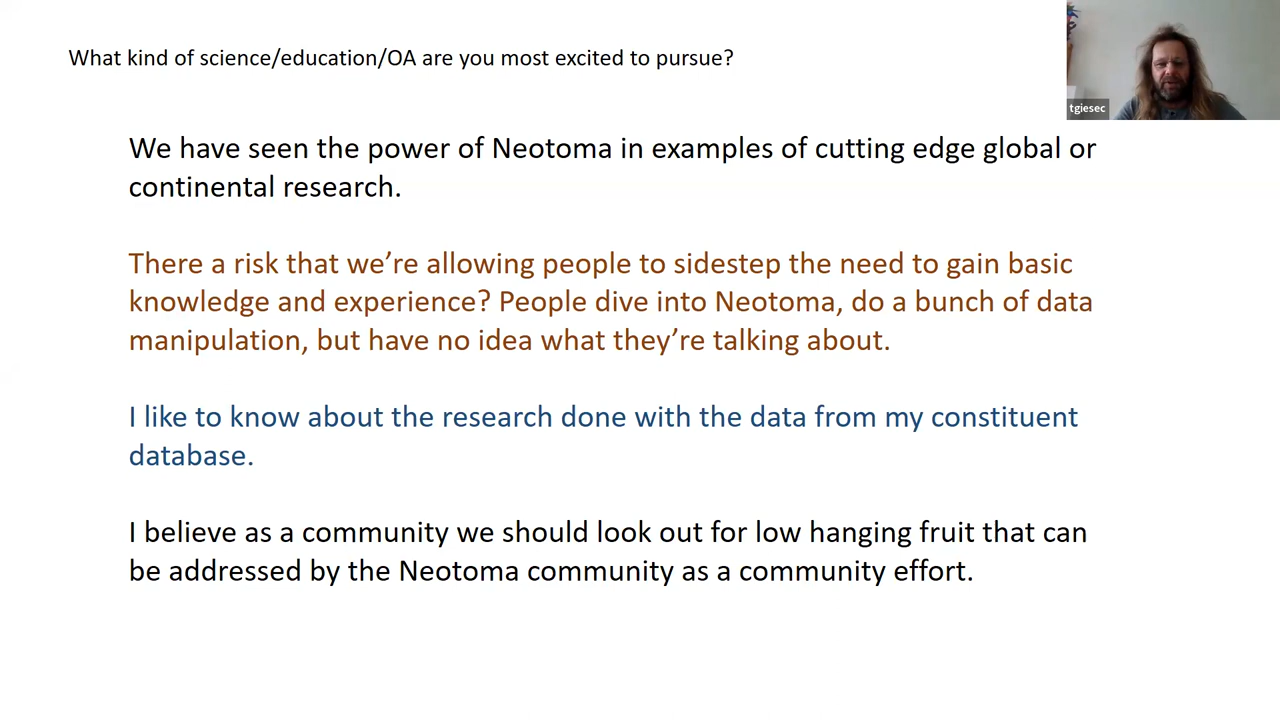 What kind of science/education/OA are you most excited to pursue?
tgiesec
We have seen the power of Neotoma in examples of cutting edge global or
continental research.
There a risk that we’re allowing people to sidestep the need to gain basic
knowledge and experience? People dive into Neotoma, do a bunch of data
manipulation, but have no idea what they’re talking about.
I like to know about the research done with the data from my constituent
database.
I believe as a community we should look out for low hanging fruit that can
be addressed by the Neotoma community as a community effort.